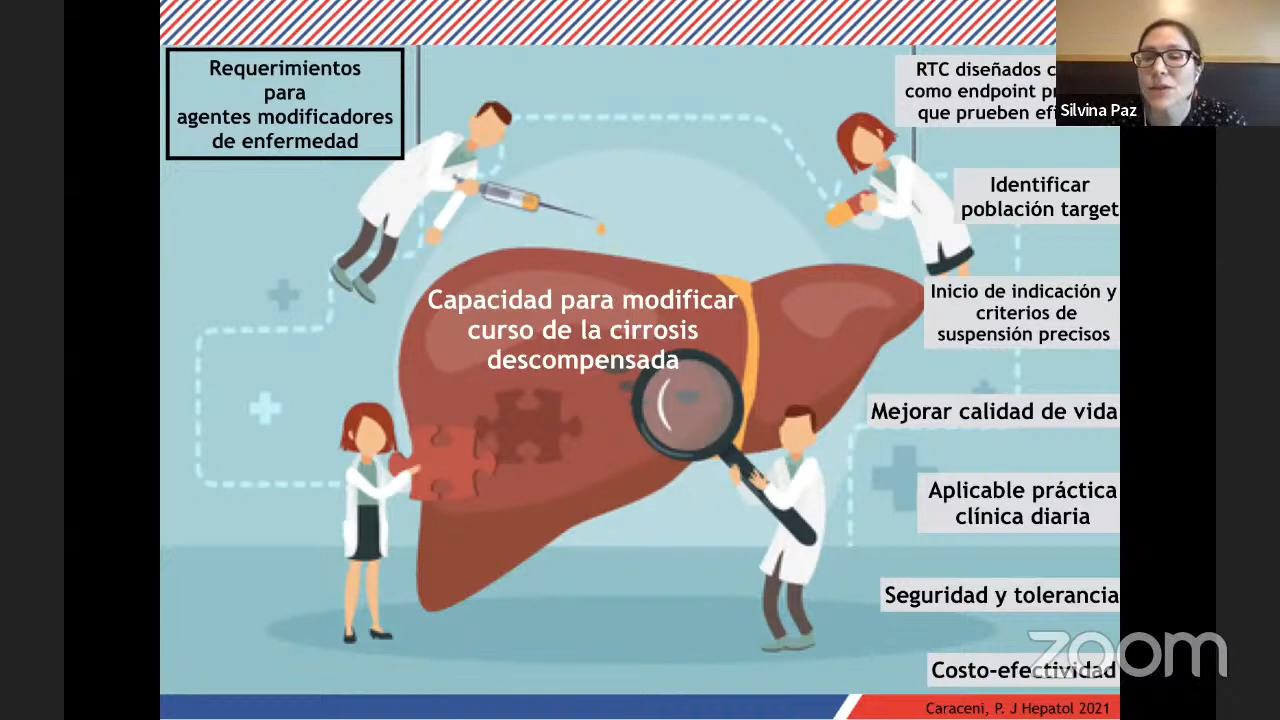 Requerimientos
para
agentes modificadores
de enfermedad
Capacidad para modificar
curso de la cirrosis
descompensada
RTC diseñados
como endpoint
que prueben
Silvina Paz
Identificar
población target
Inicio de indicación y
criterios de
suspensión precisos
Mejorar calidad de vida
Aplicable práctica
clínica diaria
Seguridad y tolerancia
Costo-efectividad
zoom
Caraceni, P. J Hepatol 2021